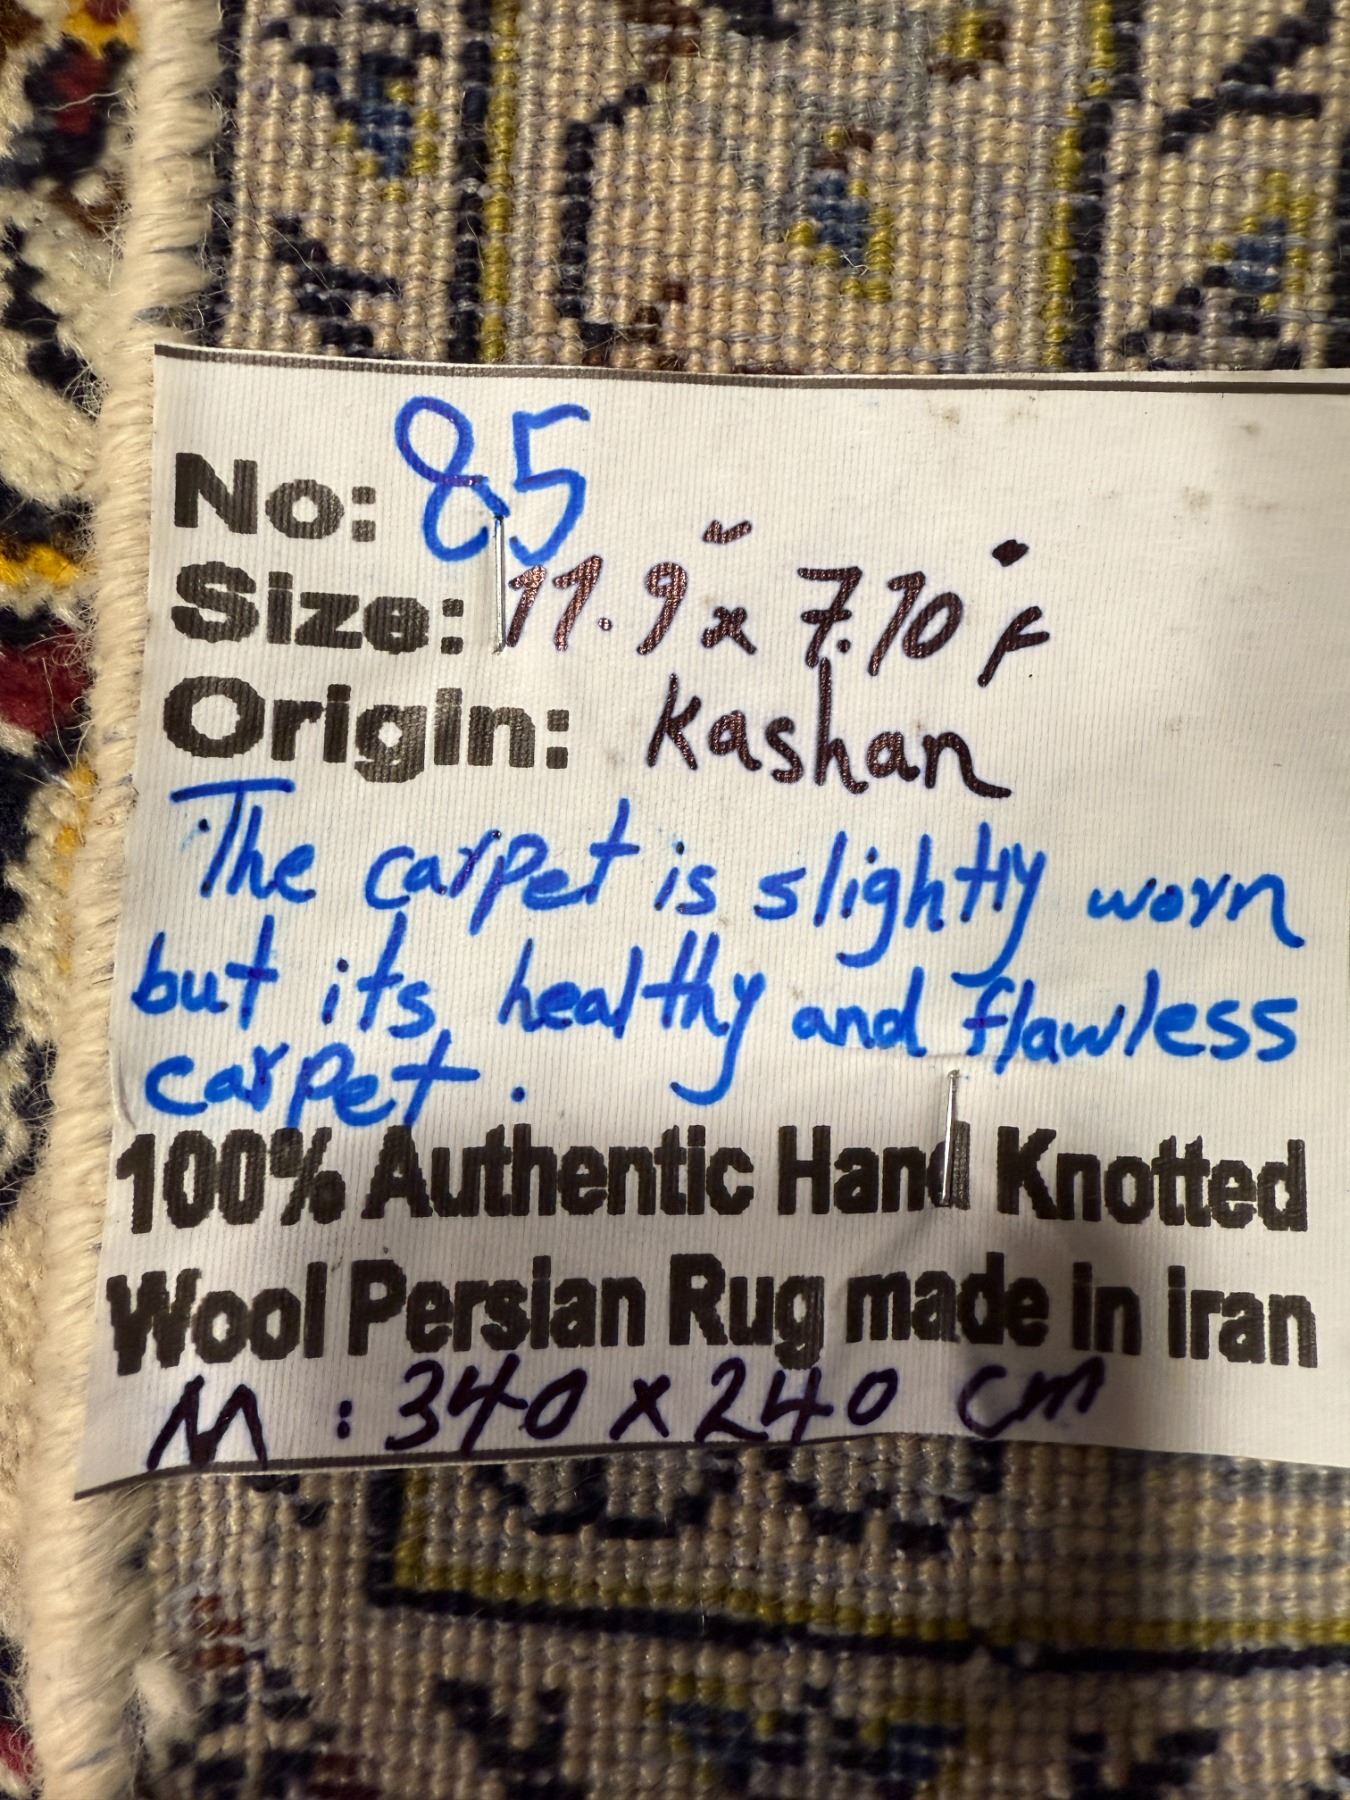 No: 85
Size: 11.9 x 7.10 f
Origin: Kashan
The carpet is slightly worn
but its healthy and flawless
carpet.
100% Authentic Hand Knotted
Wool Persian Rug made in iran
M : 340 x 240 cm